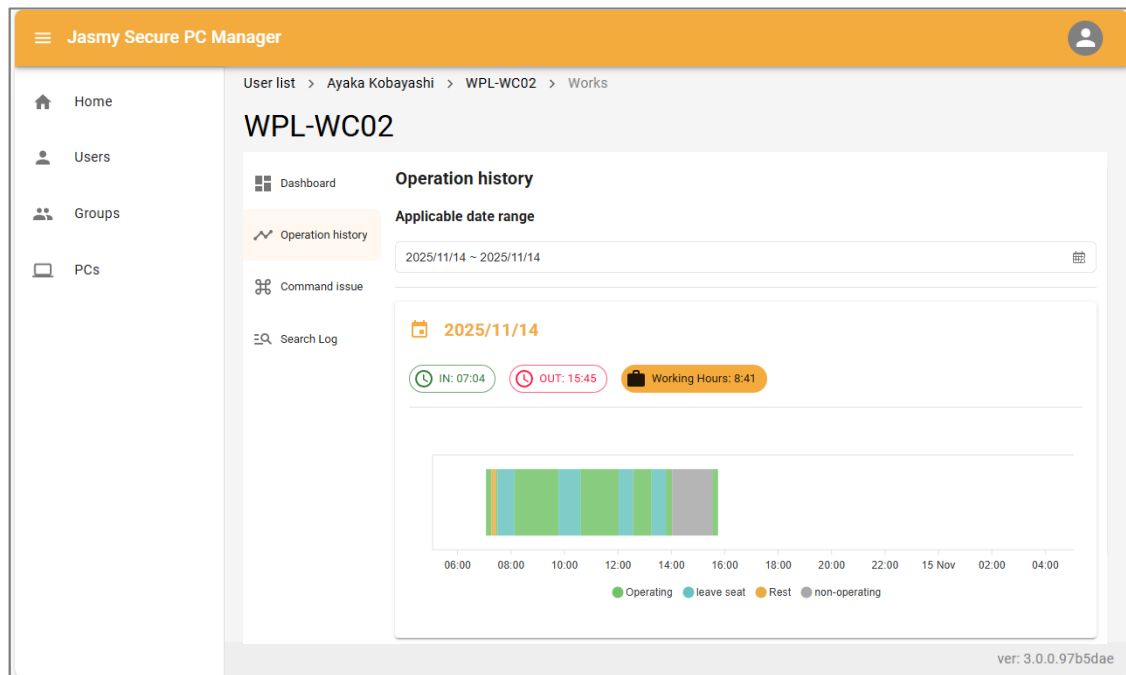 Jasmy Secure PC Manager
Home
Users
Groups
PCs
User list > Ayaka Kobayashi > WPL-WC02 > Works
WPL-WC02
Dashboard
Operation history
Command issue
Search Log
Operation history
Applicable date range
2025/11/14 ~ 2025/11/14
2025/11/14
IN: 07:04
OUT: 15:45
Working Hours: 8:41
06:00 08:00 10:00 12:00 14:00 16:00 18:00 20:00 22:00 15 Nov 02:00 04:00
Operating leave seat Rest non-operating
ver: 3.0.0.97b5dae